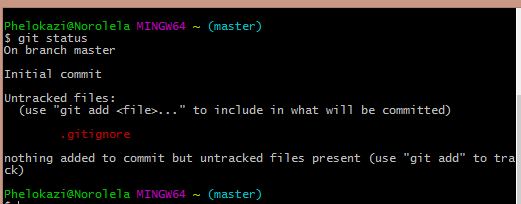 Phelokazi@Norolela MINGW64 ~ (master)
$ git status
On branch master
Initial commit
Untracked files:
(use "git add <file>..." to include in what will be committed)
.gitignore
nothing added to commit but untracked files present (use "git add" to tra
ck)
Phelokazi@Norolela MINGW64 ~ (master)
$